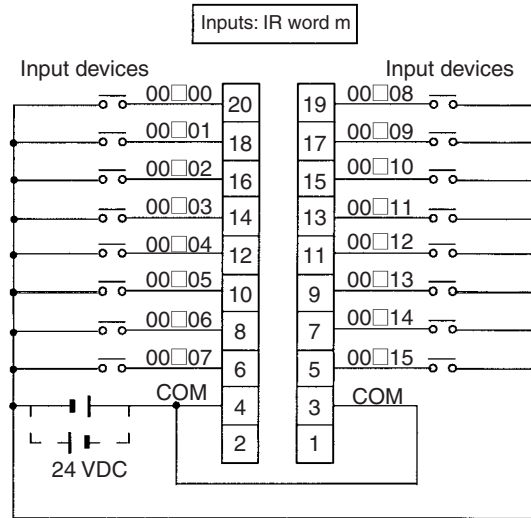 Inputs: IR word m
Input devices Input devices
00□00 20 19 00□08
00□01 18 17 00□09
00□02 16 15 00□10
00□03 14 13 00□11
00□04 12 11 00□12
00□05 10 9 00□13
00□06 8 7 00□14
00□07 6 5 00□15
COM 4 3 COM
2 1
24 VDC